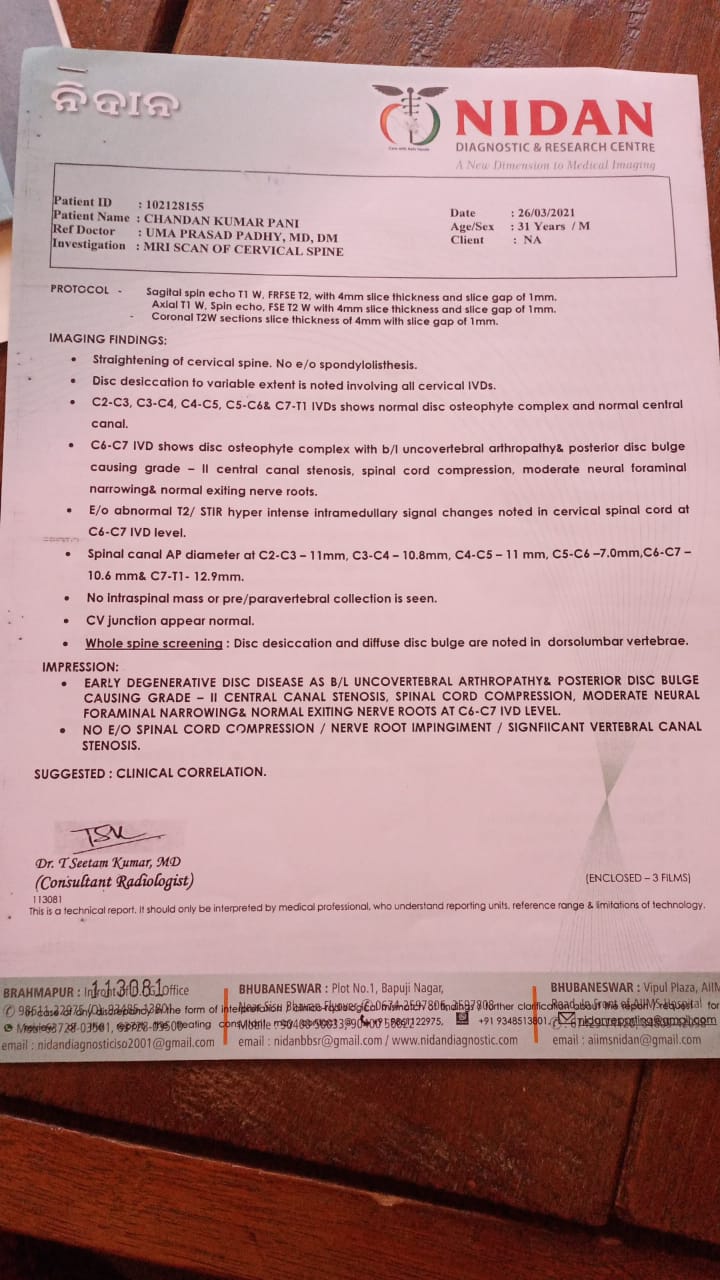 ନିଦାନ
NIDAN
DIAGNOSTIC & RESEARCH CENTRE
A New Dimension to Medical Imaging
Patient ID : 102128155
Patient Name : CHANDAN KUMAR PANI
Ref Doctor : UMA PRASAD PADHY, MD, DM
Investigation : MRI SCAN OF CERVICAL SPINE
Date : 26/03/2021
Age/Sex : 31 Years / M
Client : NA
PROTOCOL - Sagital spin echo T1 W, FRFSE T2, with 4mm slice thickness and slice gap of 1mm.
Axial T1 W, Spin echo, FSE T2 W with 4mm slice thickness and slice gap of 1mm.
- Coronal T2W sections slice thickness of 4mm with slice gap of 1mm.
IMAGING FINDINGS:
• Straightening of cervical spine. No e/o spondylolisthesis.
• Disc desiccation to variable extent is noted involving all cervical IVDs.
• C2-C3, C3-C4, C4-C5, C5-C6& C7-T1 IVDs shows normal disc osteophyte complex and normal central
canal.
• C6-C7 IVD shows disc osteophyte complex with b/l uncovertebral arthropathy& posterior disc bulge
causing grade – II central canal stenosis, spinal cord compression, moderate neural foraminal
narrowing& normal exiting nerve roots.
• E/o abnormal T2/ STIR hyper intense intramedullary signal changes noted in cervical spinal cord at
C6-C7 IVD level.
• Spinal canal AP diameter at C2-C3 – 11mm, C3-C4 – 10.8mm, C4-C5 – 11 mm, C5-C6 –7.0mm,C6-C7 –
10.6 mm& C7-T1- 12.9mm.
• No intraspinal mass or pre/paravertebral collection is seen.
• CV junction appear normal.
• Whole spine screening : Disc desiccation and diffuse disc bulge are noted in dorsolumbar vertebrae.
IMPRESSION:
• EARLY DEGENERATIVE DISC DISEASE AS B/L UNCOVERTEBRAL ARTHROPATHY& POSTERIOR DISC BULGE
CAUSING GRADE – II CENTRAL CANAL STENOSIS, SPINAL CORD COMPRESSION, MODERATE NEURAL
FORAMINAL NARROWING& NORMAL EXITING NERVE ROOTS AT C6-C7 IVD LEVEL.
• NO E/O SPINAL CORD COMPRESSION / NERVE ROOT IMPINGIMENT / SIGNFIICANT VERTEBRAL CANAL
STENOSIS.
SUGGESTED : CLINICAL CORRELATION.
TSK
Dr. T Seetam Kumar, MD
(Consultant Radiologist)
(ENCLOSED – 3 FILMS)
113081
This is a technical report. It should only be interpreted by medical professional, who understand reporting units, reference range & limitations of technology.
113081
BRAHMAPUR : Office
BHUBANESWAR : Plot No.1, Bapuji Nagar,
BHUBANESWAR : Vipul Plaza, AIIM
+91 9348513801,
nidanreporting@gmail.com
email : nidandiagnosticiso2001@gmail.com
email : nidanbbsr@gmail.com / www.nidandiagnostic.com
email : aiimsnidan@gmail.com